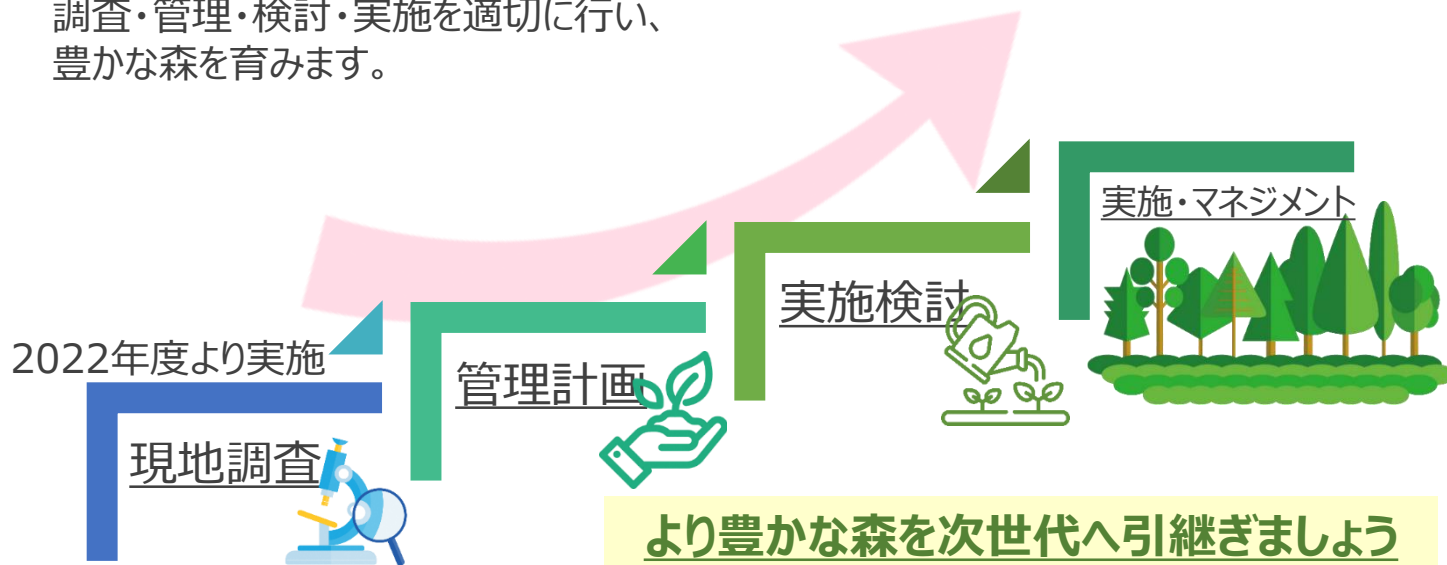 調査・管理・検討・実施を適切に行い、
豊かな森を育みます。
実施・マネジメント
実施検討
2022年度より実施
管理計画
現地調査
より豊かな森を次世代へ引継ぎましょう